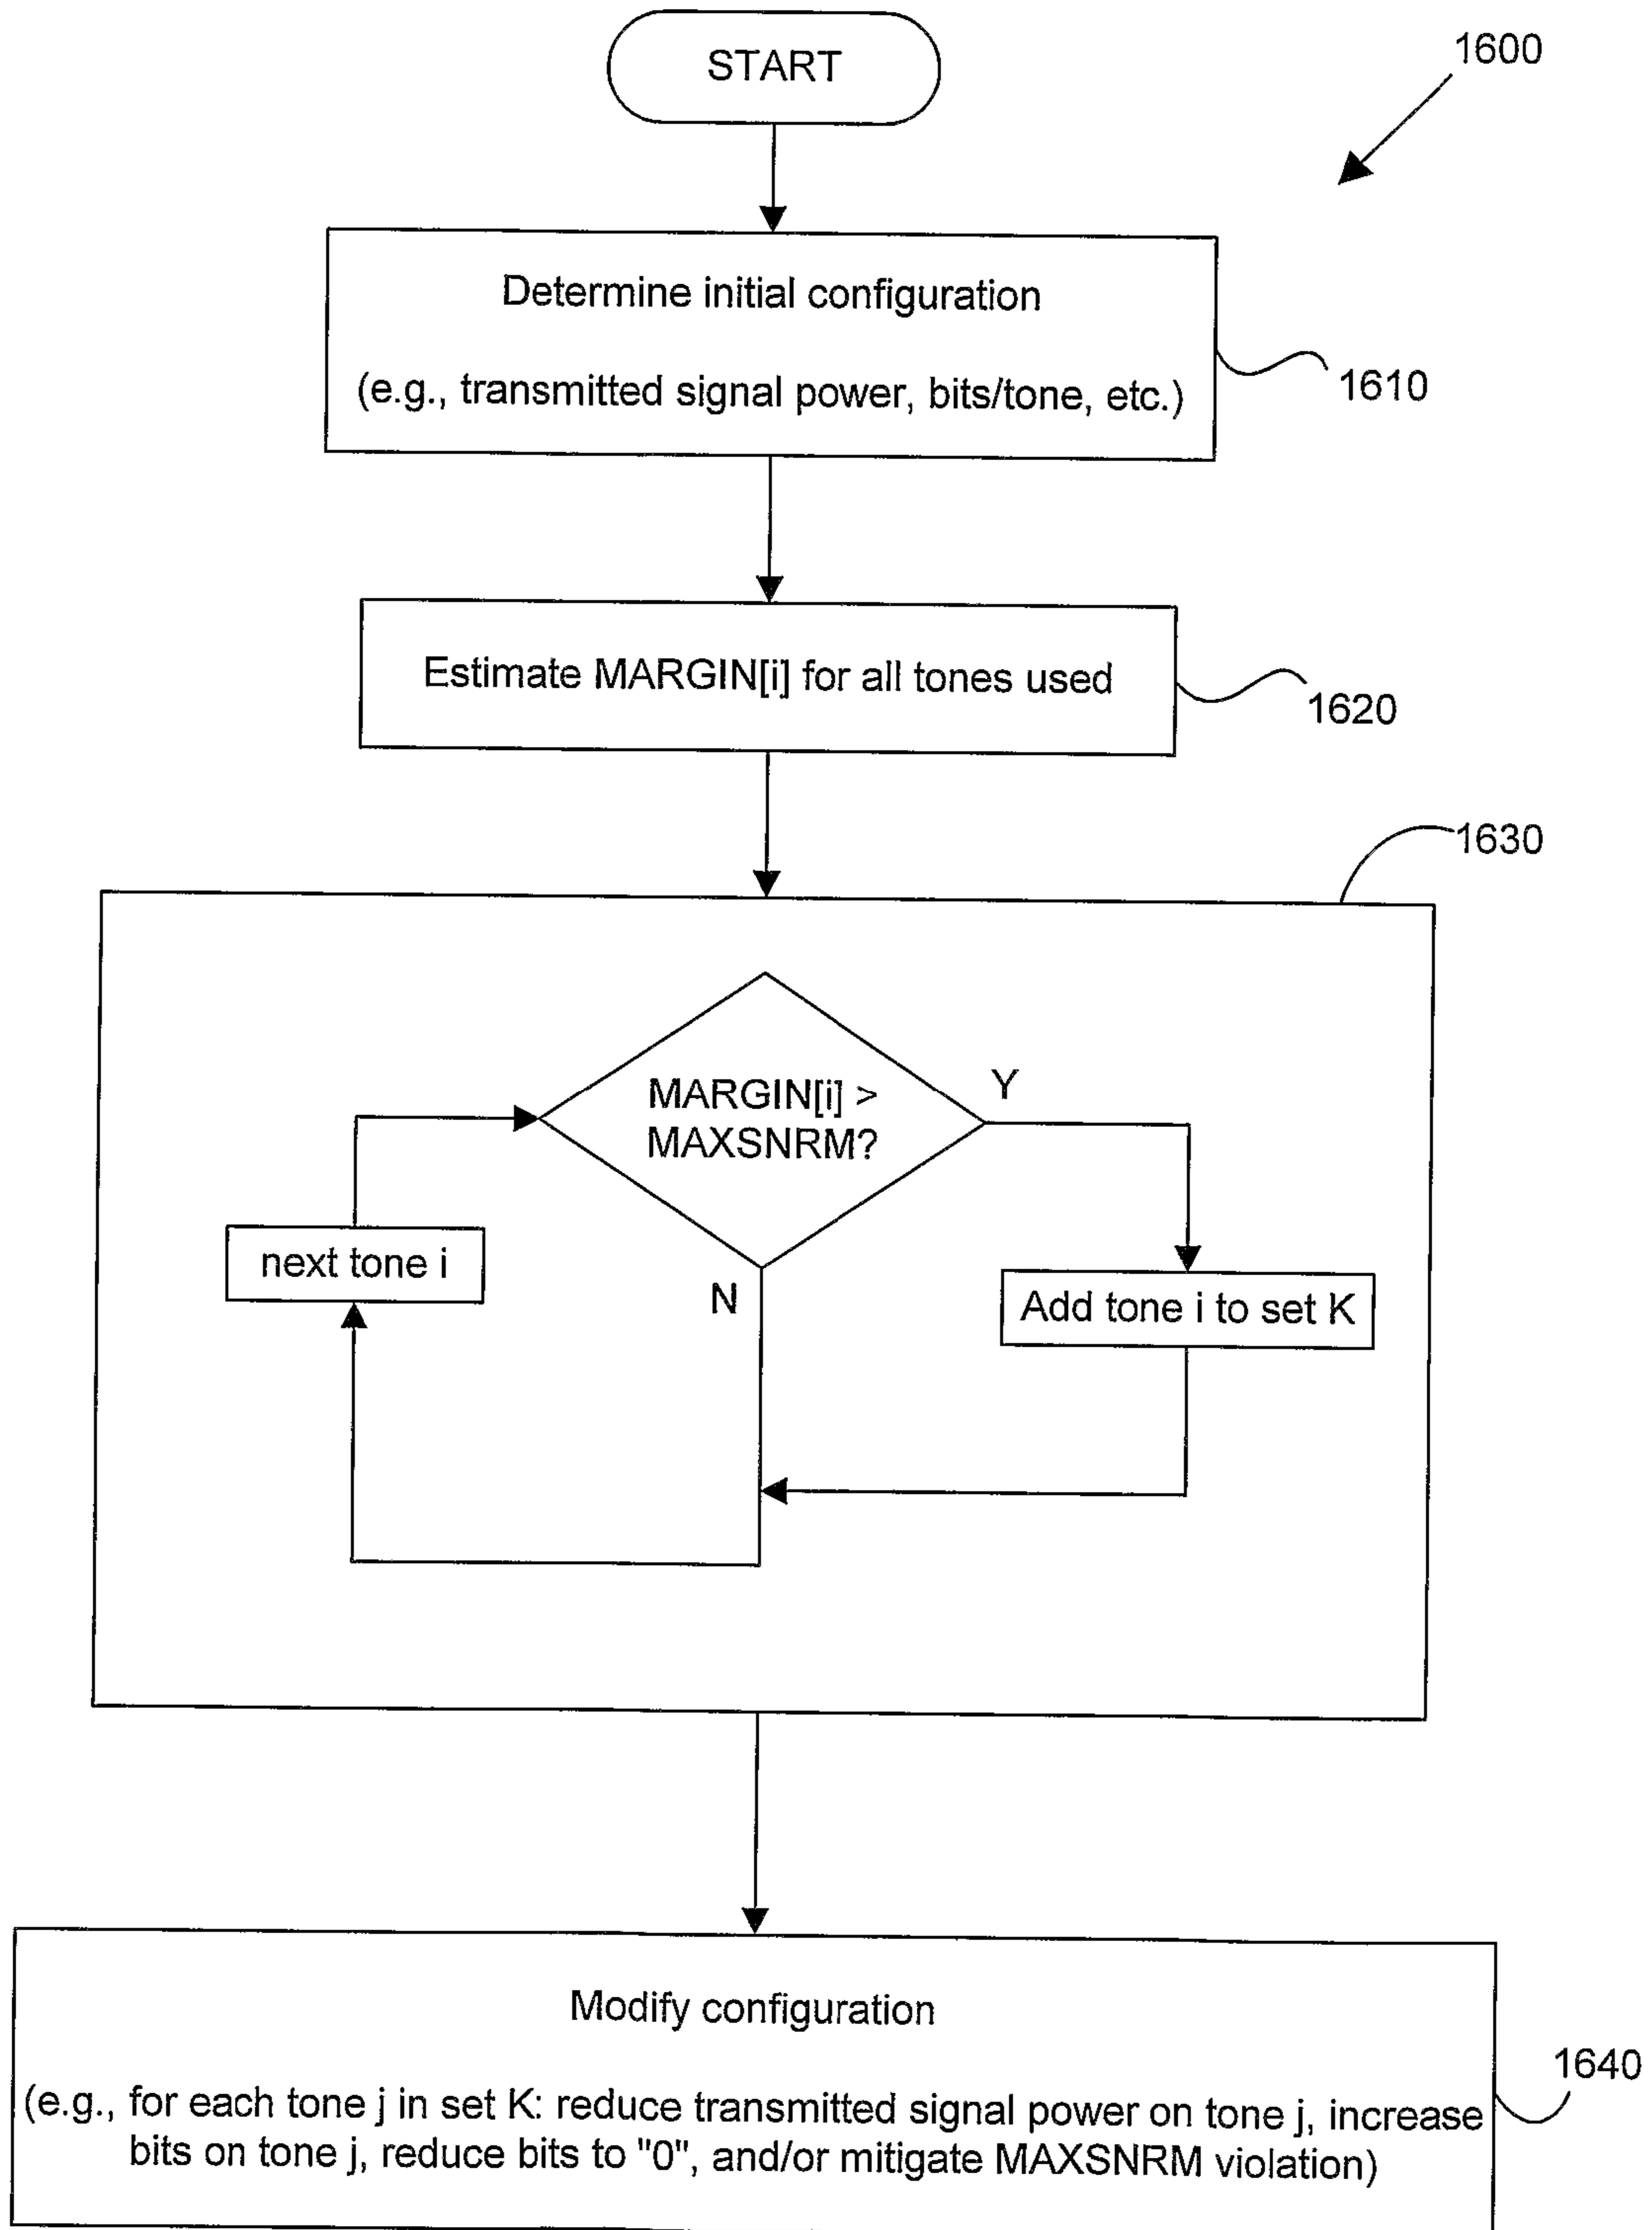 START
1600
Determine initial configuration
(e.g., transmitted signal power, bits/tone, etc.)
1610
Estimate MARGIN[i] for all tones used
1620
1630
MARGIN[i] >
MAXSNRM?
Y
next tone i
N
Add tone i to set K
Modify configuration
(e.g., for each tone j in set K: reduce transmitted signal power on tone j, increase
bits on tone j, reduce bits to "0", and/or mitigate MAXSNRM violation)
1640